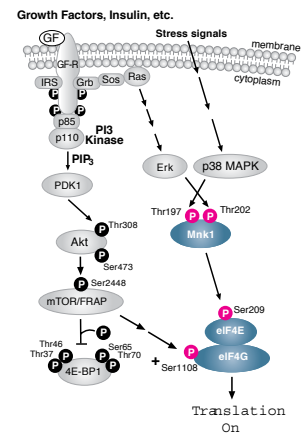 Growth Factors, Insulin, etc.
Stress signals
GF
membrane
GF-R
cytoplasm
IRS
Grb
Sos
Ras
P
P
P
P
p85
p110
PI3
Kinase
PIP3
Erk
p38 MAPK
PDK1
Thr197
Thr202
P
P
Mnk1
Thr308
P
Akt
P
Ser473
P
Ser2448
mTOR/FRAP
P
Ser209
P
eIF4E
eIF4G
P
Ser1108
+
Thr46
Thr37
Ser65
Thr70
P
P
P
P
4E-BP1
Translation
On